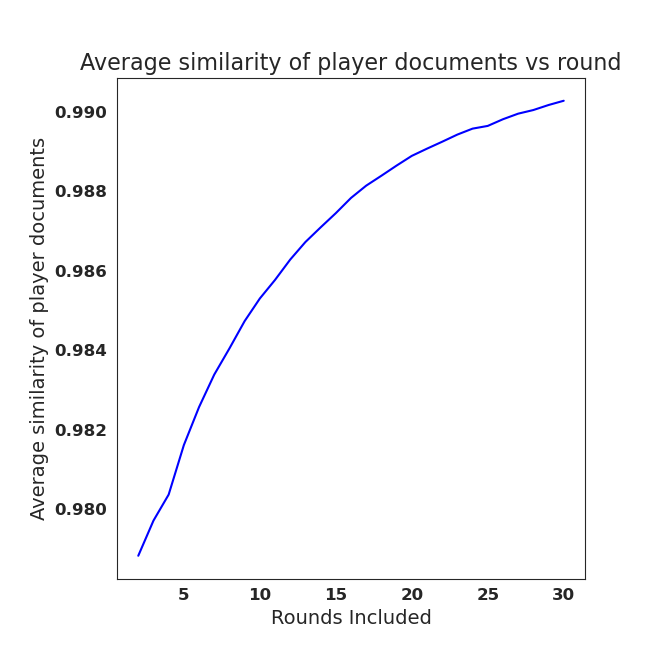 Average similarity of player documents vs round
Average similarity of player documents
0.990
0.988
0.986
0.984
0.982
0.980
5 10 15 20 25 30
Rounds Included